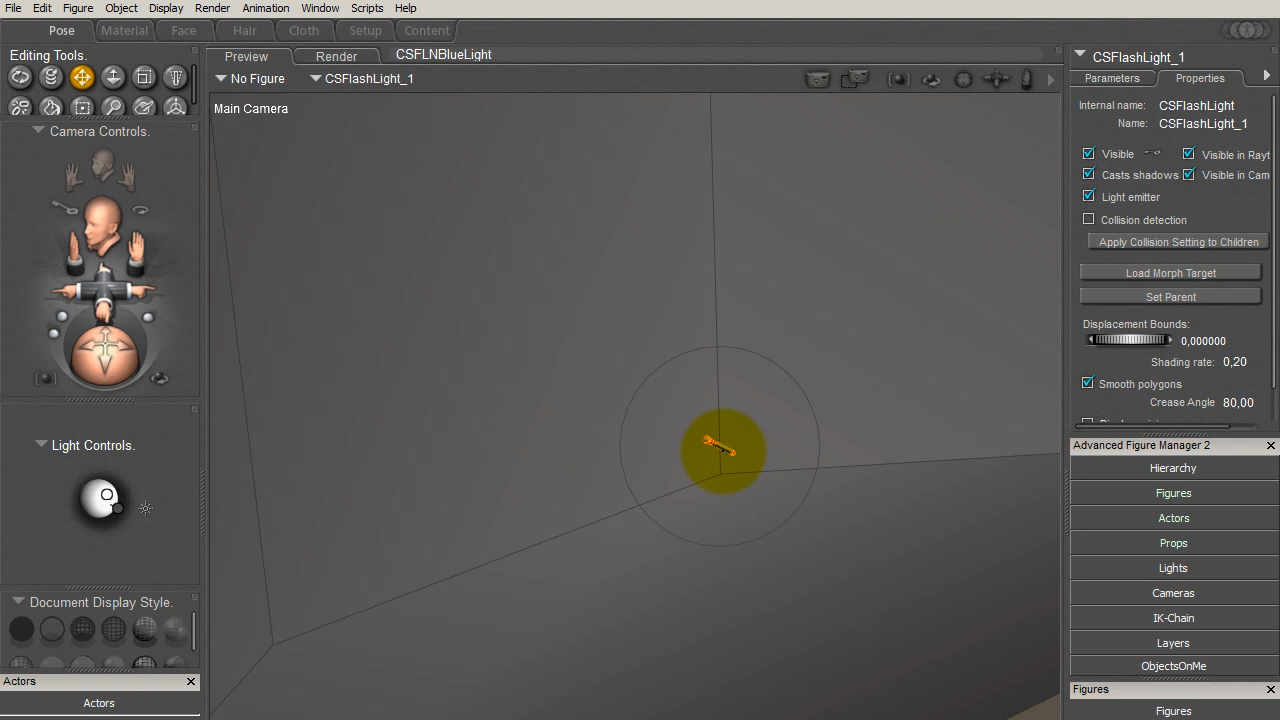 File Edit Figure Object Display Render Animation Window Scripts Help
Pose Material Face Hair Cloth Setup Content
Editing Tools.
Camera Controls.
Light Controls.
Document Display Style.
Actors
Actors
Preview Render CSFLNBlueLight
No Figure CSFlashLight_1
Main Camera
CSFlashLight_1
Parameters Properties
Internal name: CSFlashLight
Name: CSFlashLight_1
Visible Visible in Rayt
Casts shadows Visible in Cam
Light emitter
Collision detection
Apply Collision Setting to Children
Load Morph Target
Set Parent
Displacement Bounds:
0,000000
Shading rate: 0,20
Smooth polygons
Crease Angle 80,00
Advanced Figure Manager 2
Hierarchy
Figures
Actors
Props
Lights
Cameras
IK-Chain
Layers
ObjectsOnMe
Figures
Figures